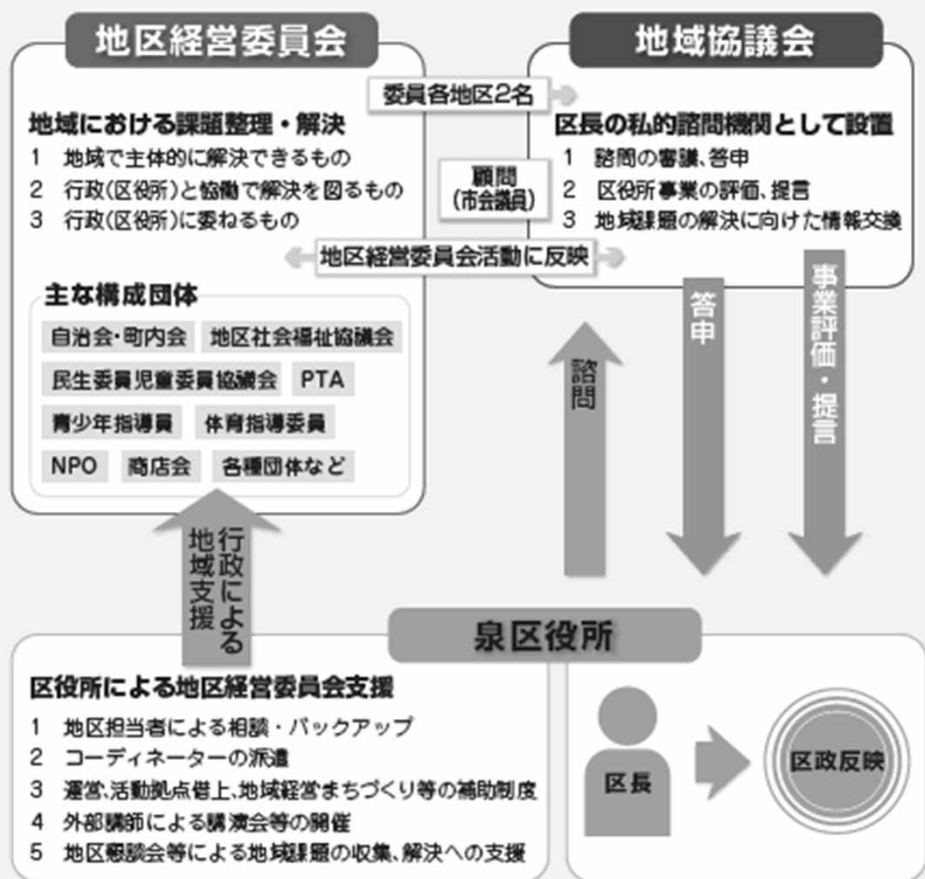 地区経営委員会
地域における課題整理・解決
1 地域で主体的に解決できるもの
2 行政(区役所)と協働で解決を図るもの
3 行政(区役所)に委ねるもの
主な構成団体
自治会・町内会 地区社会福祉協議会
民生委員児童委員協議会 PTA
青少年指導員 体育指導委員
NPO 商店会 各種団体など
委員各地区2名
顧問
(市会議員)
地区経営委員会活動に反映
地域協議会
区長の私的諮問機関として設置
1 諮問の審議、答申
2 区役所事業の評価、提言
3 地域課題の解決に向けた情報交換
諮問
答申
事業評価・提言
行政による
地域支援
泉区役所
区役所による地区経営委員会支援
1 地区担当者による相談・バックアップ
2 コーディネーターの派遣
3 運営、活動拠点借上、地域経営まちづくり等の補助制度
4 外部講師による講演会等の開催
5 地区懇談会等による地域課題の収集、解決への支援
区長
区政反映